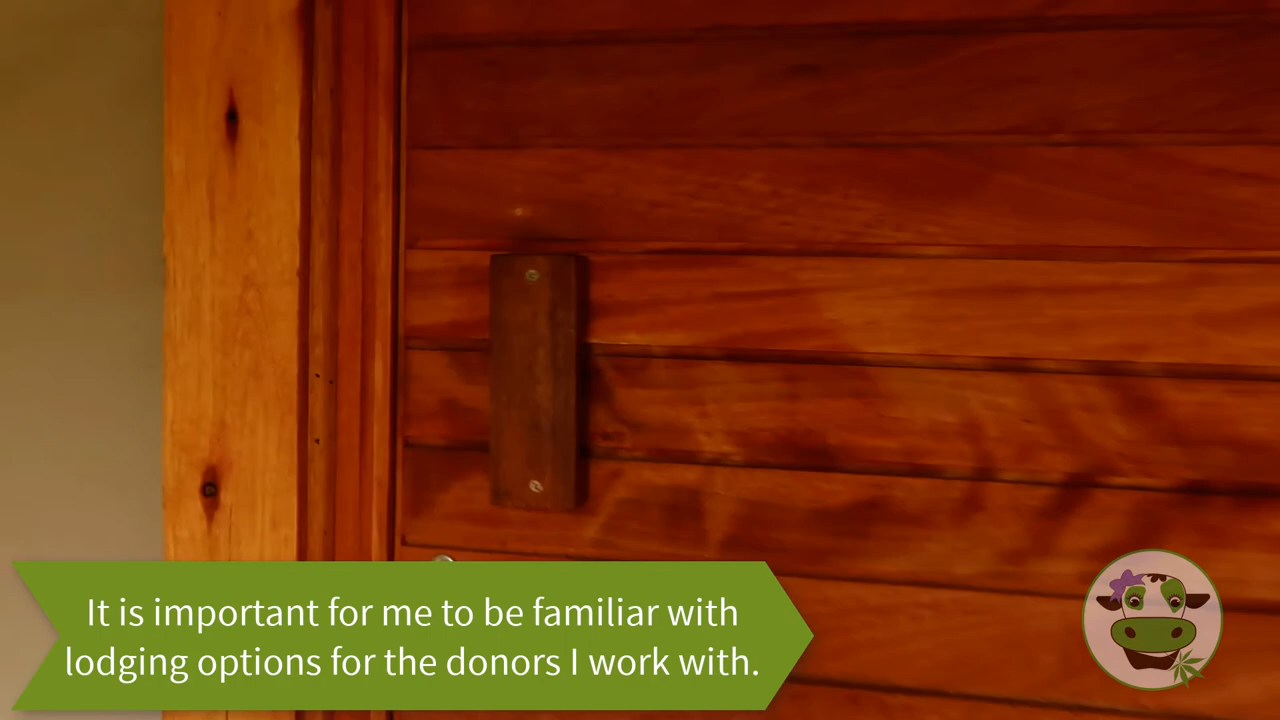 It is important for me to be familiar with
lodging options for the donors I work with.